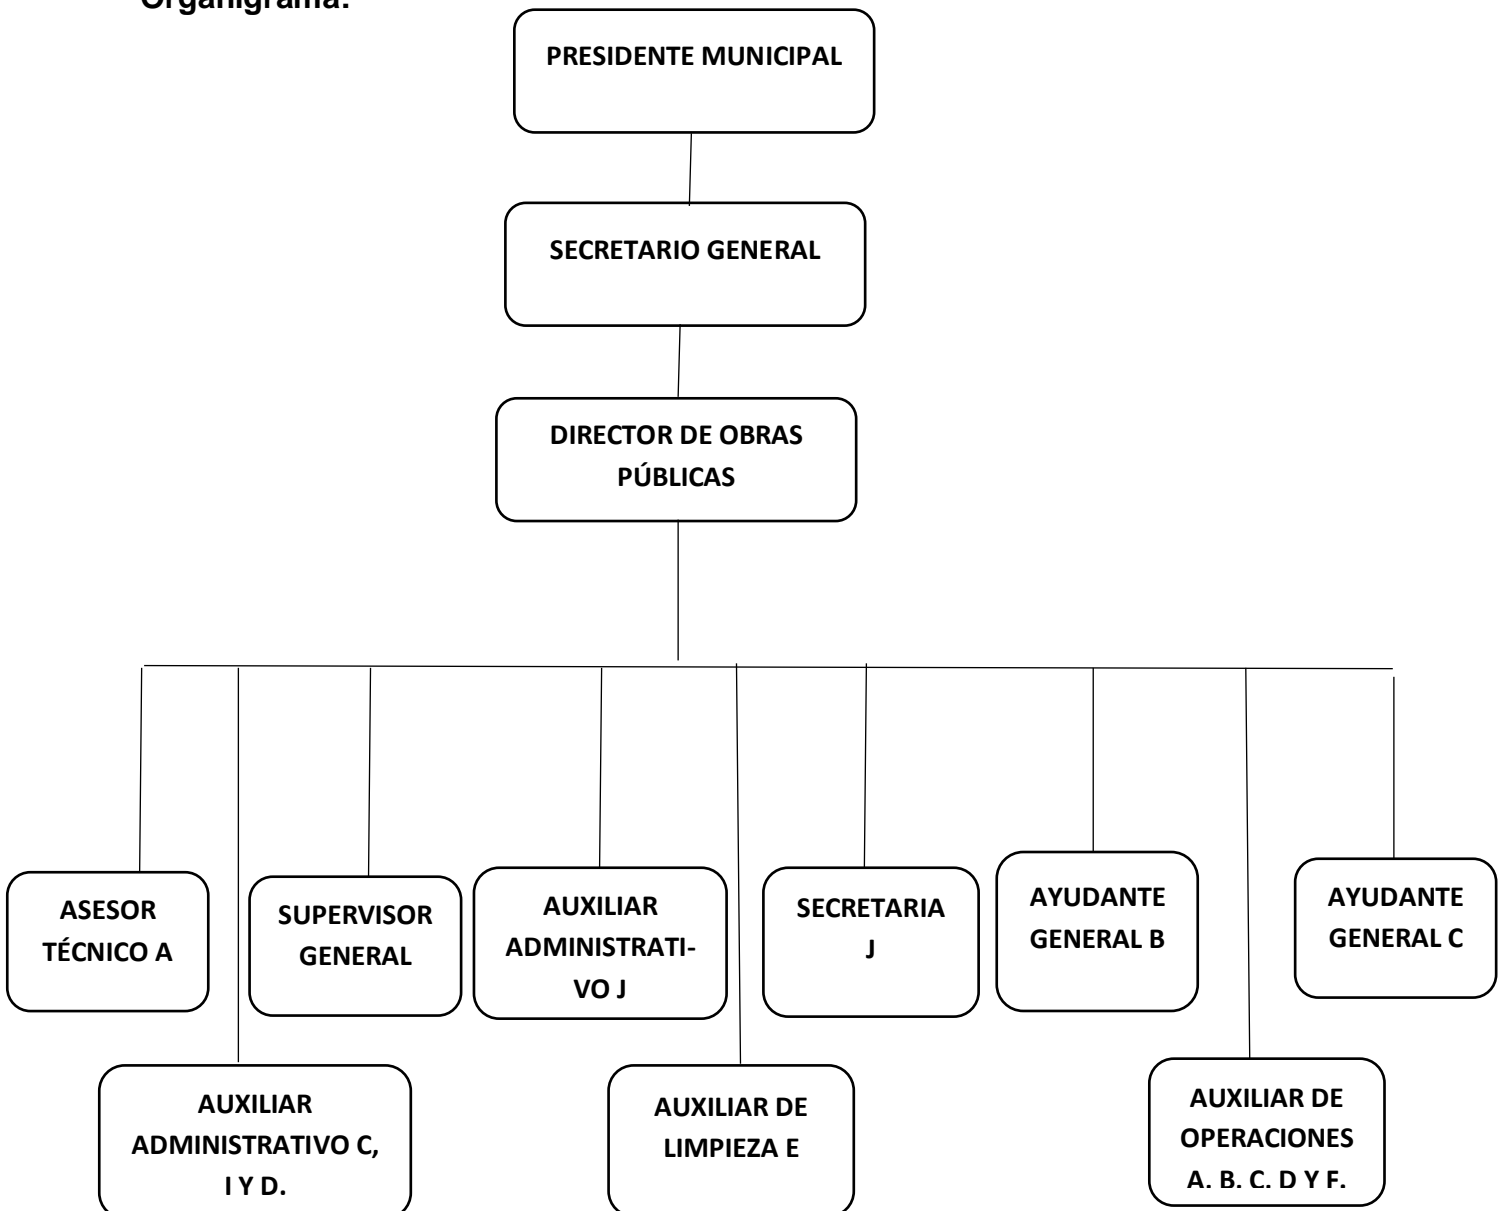 Organigrama:
PRESIDENTE MUNICIPAL
SECRETARIO GENERAL
DIRECTOR DE OBRAS
PÚBLICAS
ASESOR
TÉCNICO A
SUPERVISOR
GENERAL
AUXILIAR
ADMINISTRATI-
VO J
SECRETARIA
J
AYUDANTE
GENERAL B
AYUDANTE
GENERAL C
AUXILIAR
ADMINISTRATIVO C,
I Y D.
AUXILIAR DE
LIMPIEZA E
AUXILIAR DE
OPERACIONES
A. B. C. D Y F.